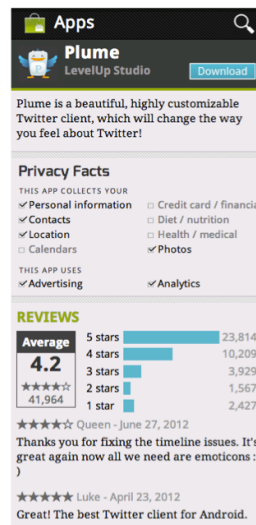 Apps
Plume
LevelUp Studio
Download
Plume is a beautiful, highly customizable
Twitter client, which will change the way
you feel about Twitter!
Privacy Facts
THIS APP COLLECTS YOUR
Personal information
Credit card / financia
Contacts
Diet / nutrition
Location
Health / medical
Calendars
Photos
THIS APP USES
Advertising
Analytics
REVIEWS
Average
4.2
41,964
5 stars 23,814
4 stars 10,209
3 stars 3,929
2 stars 1,567
1 star 2,427
★★★★☆ Queen - June 27, 2012
Thanks you for fixing the timeline issues. It's
great again now all we need are emoticons :
)
★★★★★ Luke - April 23, 2012
Great! The best Twitter client for Android.